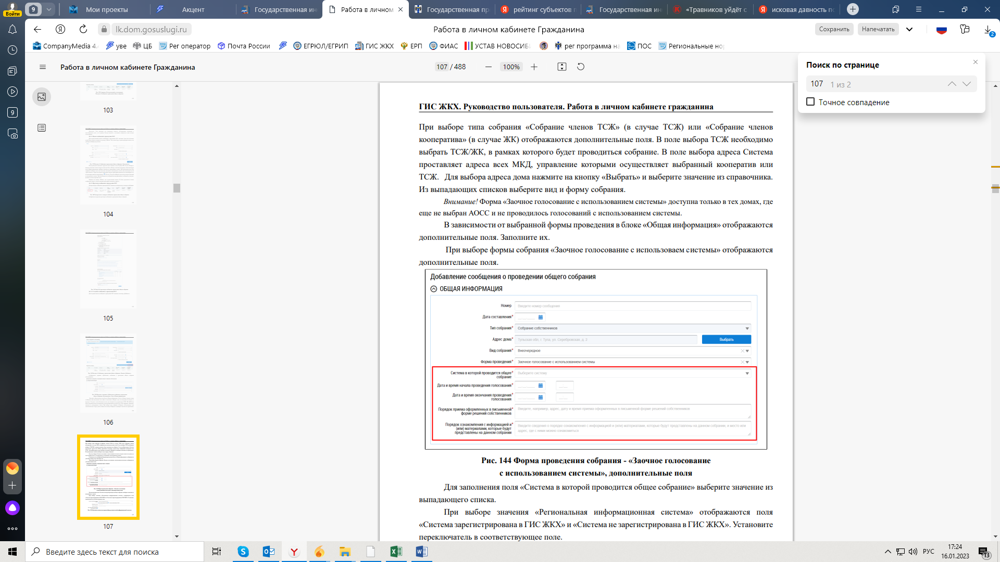 Войти
9
Мои проекты
Акцент
Государственная ин
Работа в личном
Государственная пр
рейтинг субъектов п
Государственная ин
«Травников уйдёт с
исковая давность по
lk.dom.gosuslugi.ru
Работа в личном кабинете Гражданина
Сохранить
Напечатать
2
CompanyMedia 4.
уве
ЦБ
Рег оператор
Почта России
ЕГРЮЛ/ЕГРИП
ГИС ЖКХ
ЕРП
ФИАС
УСТАВ НОВОСИБИ
рег программа на
ПОС
Региональные нор
9
Работа в личном кабинете Гражданина
107 / 488
100%
Поиск по странице
107 1 из 2
Точное совпадение
103
104
105
106
107
ГИС ЖКХ. Руководство пользователя. Работа в личном кабинете гражданина
При выборе типа собрания «Собрание членов ТСЖ» (в случае ТСЖ) или «Собрание членов
кооператива» (в случае ЖК) отображаются дополнительные поля. В поле выбора ТСЖ необходимо
выбрать ТСЖ/ЖК, в рамках которого будет проводиться собрание. В поле выбора адреса Система
проставляет адреса всех МКД, управление которыми осуществляет выбранный кооператив или
ТСЖ. Для выбора адреса дома нажмите на кнопку «Выбрать» и выберите значение из справочника.
Из выпадающих списков выберите вид и форму собрания.
Внимание! Форма «Заочное голосование с использованием системы» доступна только в тех домах, где
еще не выбран АОСС и не проводилось голосований с использованием системы.
В зависимости от выбранной формы проведения в блоке «Общая информация» отображаются
дополнительные поля. Заполните их.
При выборе формы собрания «Заочное голосование с использоваем системы» отображаются
дополнительные поля.
Добавление сообщения о проведении общего собрания
ОБЩАЯ ИНФОРМАЦИЯ
Номер Введите номер сообщения
Дата составления*
Тип собрания* Собрание собственников
Адрес дома* Тульская обл, г. Тула, ул. Серебровская, д. 2 Выбрать
Вид собрания* Внеочередное
Форма проведения* Заочное голосование с использованием системы
Система в которой проводится общее* Выберите систему
собрание
Дата и время начала проведения голосования*
Дата и время окончания проведения*
голосования
Порядок приема оформленных в письменной* Введите, например, адрес, дату и время приема оформленных в письменной форме решений собственников
форме решений собственников
Порядок ознакомления с информацией и* Введите сведения о порядке ознакомления с информацией и (или) материалами, которые будут представлены на данном собрании, и место или
(или) материалами, которые будут адрес, где с ними можно ознакомиться
представлены на данном собрании
Рис. 144 Форма проведения собрания - «Заочное голосование
с использованием системы», дополнительные поля
Для заполнения поля «Система в которой проводится общее собрание» выберите значение из
выпадающего списка.
При выборе значения «Региональная информационная система» отображаются поля
«Система зарегистрирована в ГИС ЖКХ» и «Система не зарегистрирована в ГИС ЖКХ». Установите
переключатель в соответствующее поле.
Введите здесь текст для поиска
РУС
17:24
16.01.2023
13